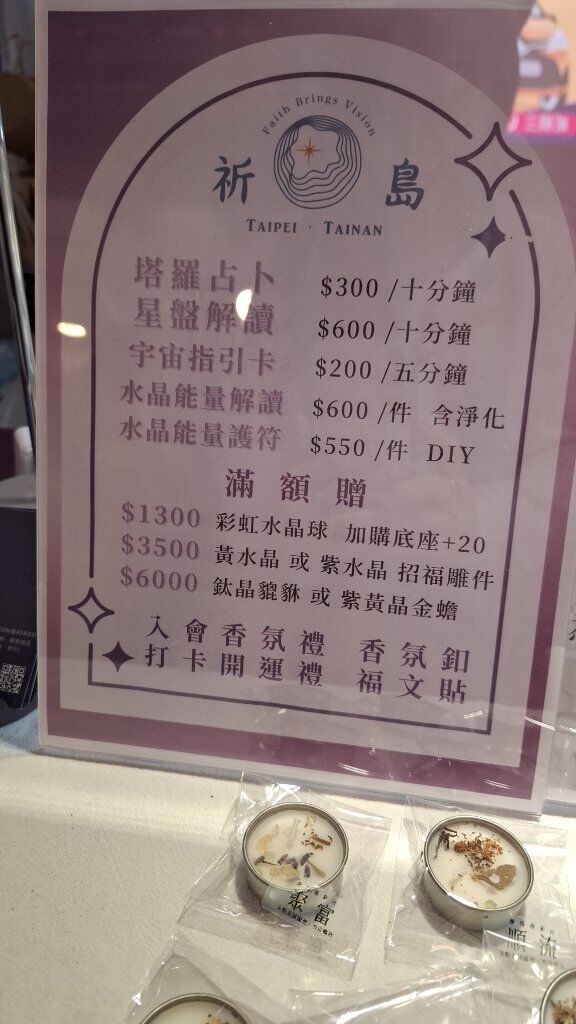 Faith Brings Vision
祈島
TAIPEI · TAINAN
塔羅占卜 $300 /十分鐘
星盤解讀 $600 /十分鐘
宇宙指引卡 $200 /五分鐘
水晶能量解讀 $600 /件 含淨化
水晶能量護符 $550 /件 DIY
滿額贈
$1300 彩虹水晶球 加購底座+20
$3500 黃水晶 或 紫水晶 招福雕件
$6000 鈦晶貔貅 或 紫黃晶金蟾
入會香氛禮 香氛釦
打卡開運禮 福文貼
聚富
順流